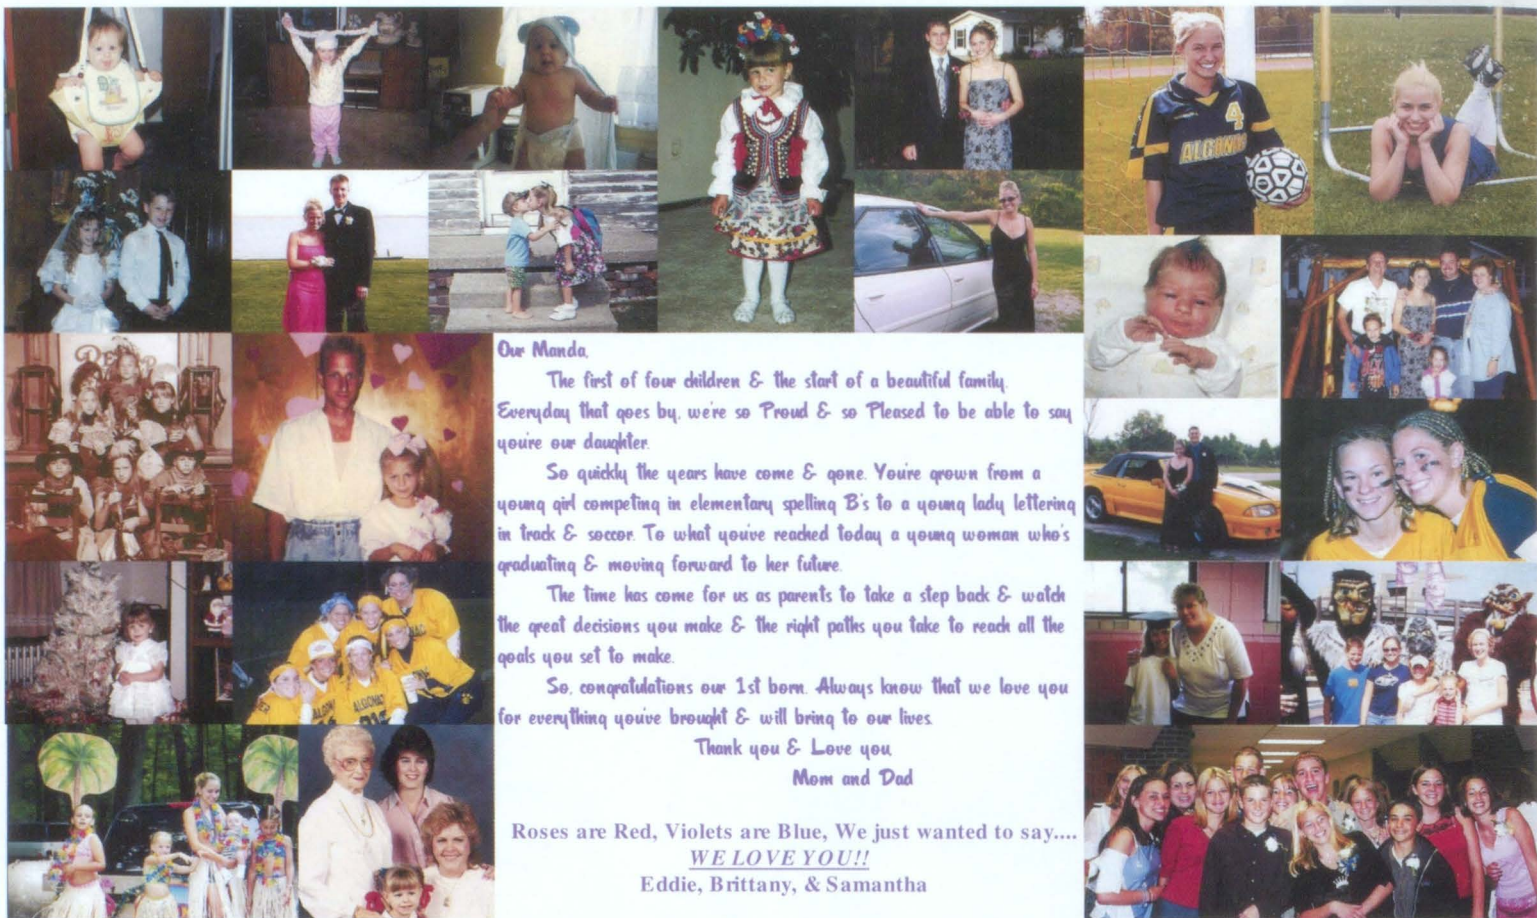 4
ALGONAC
Our Manda,
The first of four children & the start of a beautiful family.
Everyday that goes by, we're so Proud & so Pleased to be able to say
you're our daughter.
So quickly the years have come & gone. You're grown from a
young girl competing in elementary spelling B's to a young lady lettering
in track & soccor. To what you've reached today a young woman who's
graduating & moving forward to her future.
The time has come for us as parents to take a step back & watch
the great decisions you make & the right paths you take to reach all the
goals you set to make.
So, congratulations our 1st born. Always know that we love you
for everything you've brought & will bring to our lives.
Thank you & Love you,
Mom and Dad
Roses are Red, Violets are Blue, We just wanted to say....
WE LOVE YOU!!
Eddie, Brittany, & Samantha
ALGONAC